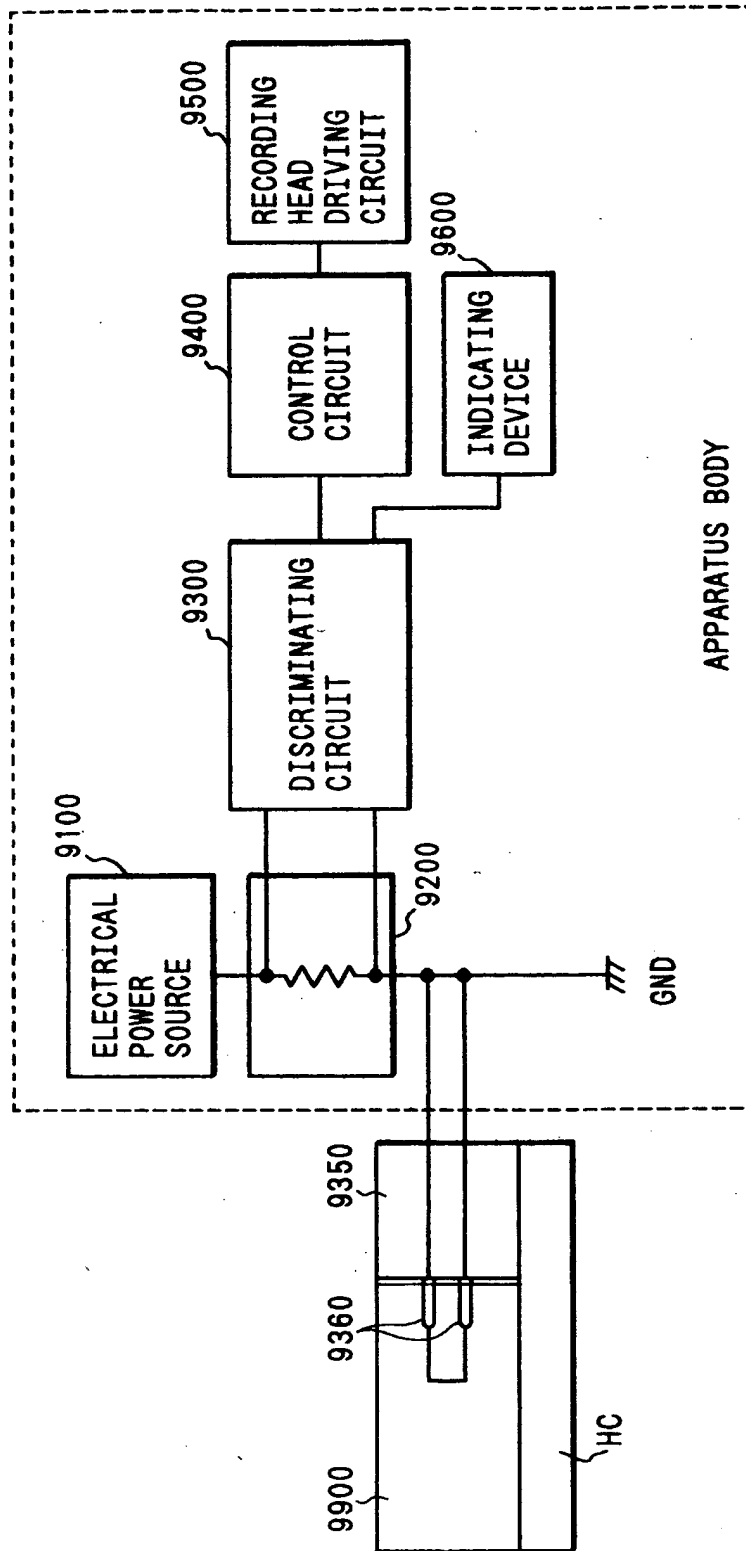 9100
ELECTRICAL
POWER
SOURCE
9200
9300
DISCRIMINATING
CIRCUIT
9400
CONTROL
CIRCUIT
9500
RECORDING
HEAD
DRIVING
CIRCUIT
9600
INDICATING
DEVICE
GND
APPARATUS BODY
9900
9360
9350
HC